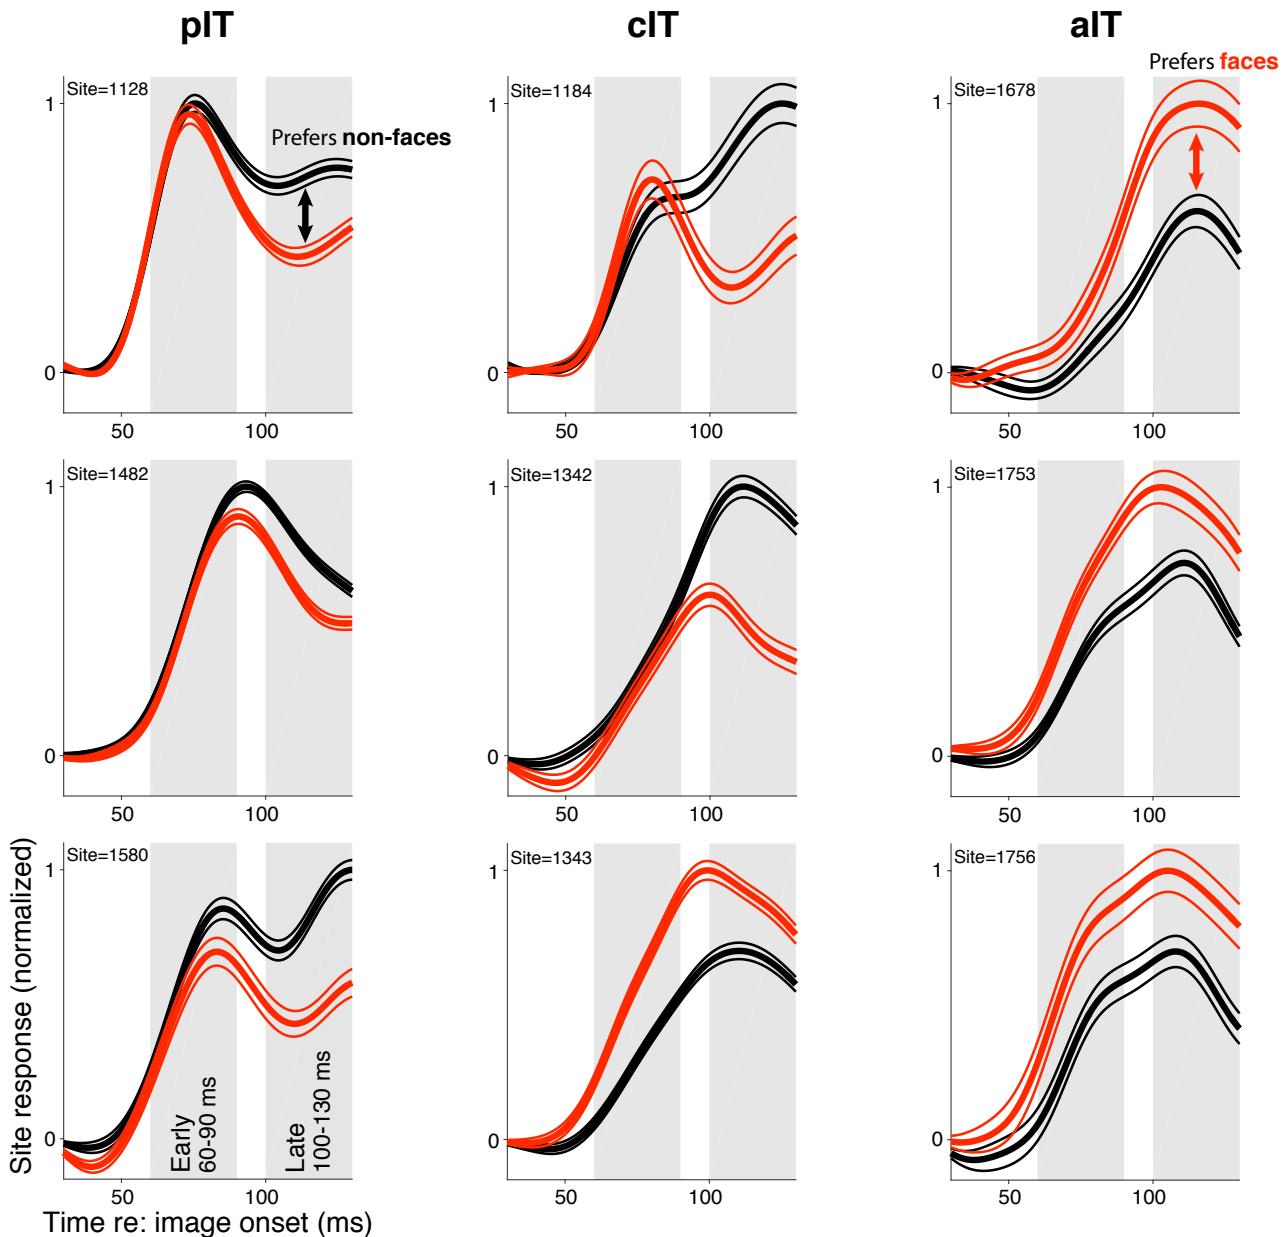 pIT
cIT
aIT
Prefers faces
Site=1128
Site=1184
Site=1678
Prefers non-faces
1
0
50
100
1
0
50
100
1
0
50
100
Site=1482
Site=1342
Site=1753
1
0
50
100
1
0
50
100
1
0
50
100
Site=1580
Site=1343
Site=1756
1
0
50
100
1
0
50
100
1
0
50
100
Early
60-90 ms
Late
100-130 ms
Site response (normalized)
Time re: image onset (ms)